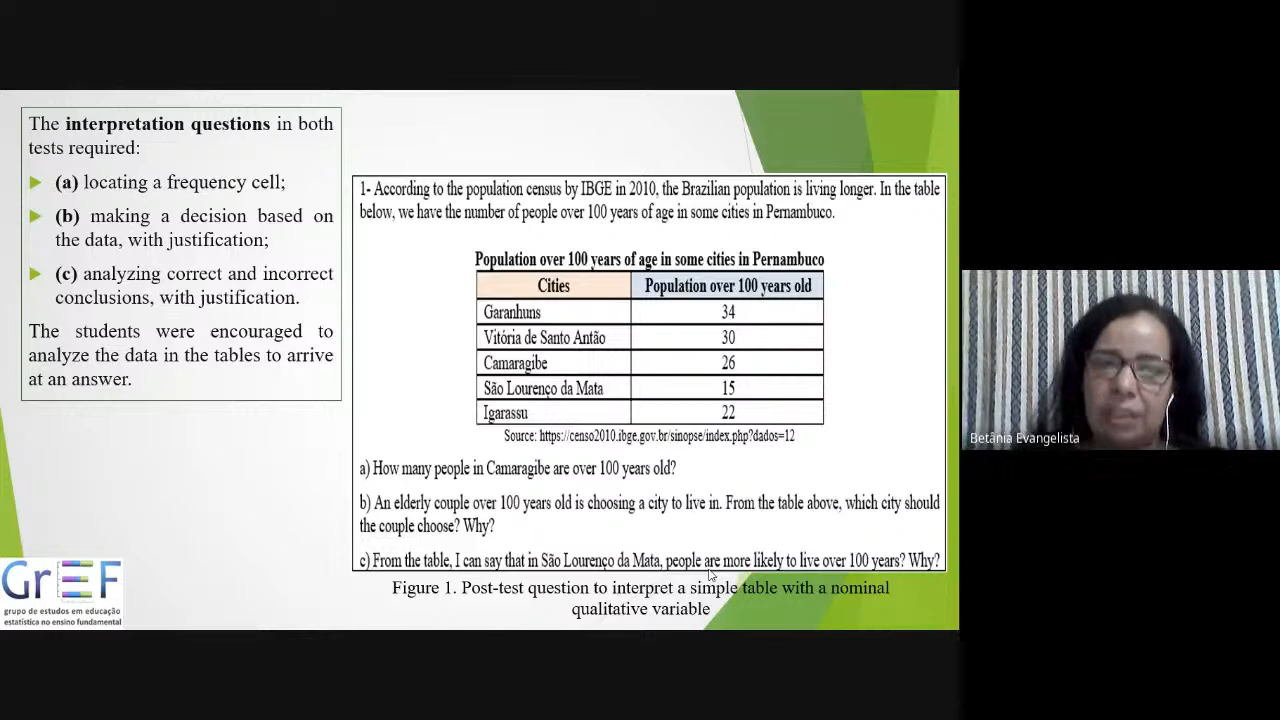 The interpretation questions in both
tests required:
(a) locating a frequency cell;
(b) making a decision based on
the data, with justification;
(c) analyzing correct and incorrect
conclusions, with justification.
The students were encouraged to
analyze the data in the tables to arrive
at an answer.
1- According to the population census by IBGE in 2010, the Brazilian population is living longer. In the table
below, we have the number of people over 100 years of age in some cities in Pernambuco.
Population over 100 years of age in some cities in Pernambuco
Cities Population over 100 years old
Garanhuns 34
Vitória de Santo Antão 30
Camaragibe 26
São Lourenço da Mata 15
Igarassu 22
Source: https://censo2010.ibge.gov.br/sinopse/index.php?dados=12
a) How many people in Camaragibe are over 100 years old?
b) An elderly couple over 100 years old is choosing a city to live in. From the table above, which city should
the couple choose? Why?
c) From the table, I can say that in São Lourenço da Mata, people are more likely to live over 100 years? Why?
Figure 1. Post-test question to interpret a simple table with a nominal
qualitative variable
GrEF
grupo de estudos em educação
estatística no ensino fundamental
Betânia Evangelista